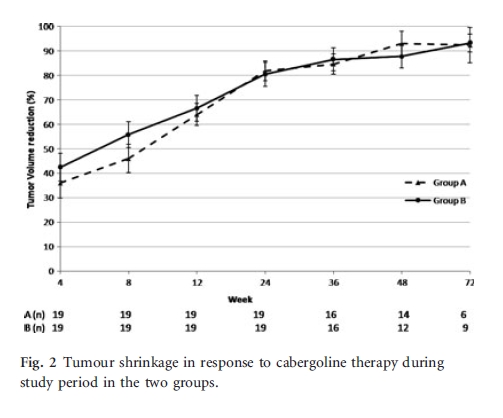 100
90
80
70
60
50
40
30
20
10
0
Tumor Volume reduction (%)
Group A
Group B
4 8 12 24 36 48 72
Week
A (n) 19 19 19 19 16 14 6
B (n) 19 19 19 19 16 12 9
Fig. 2 Tumour shrinkage in response to cabergoline therapy during
study period in the two groups.